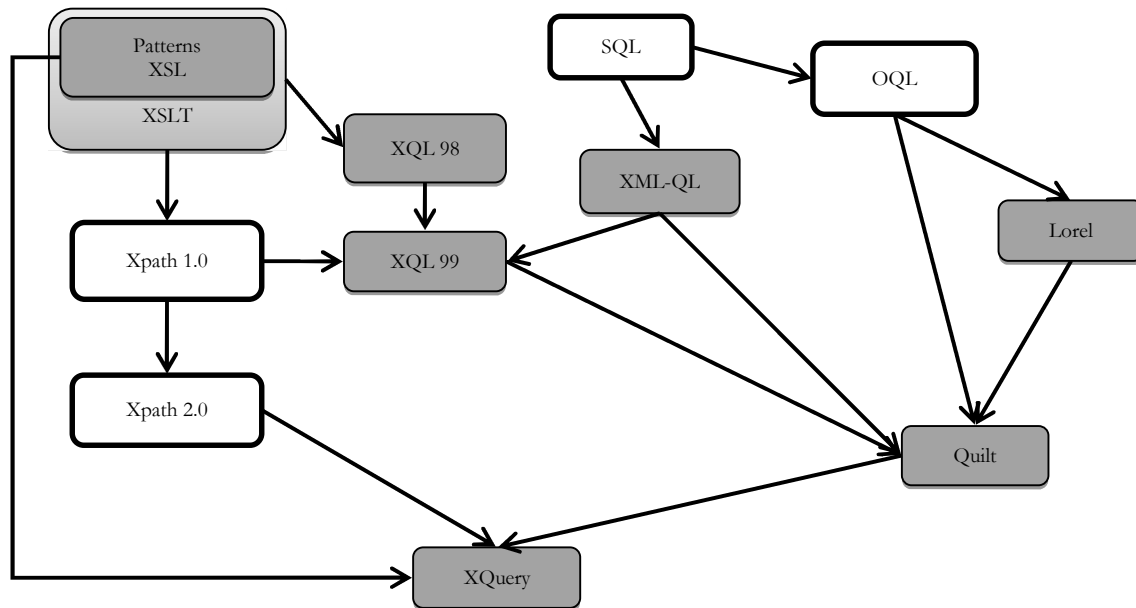 Patterns
XSL
XSLT
SQL
OQL
XQL 98
XML-QL
Lorel
Xpath 1.0
XQL 99
Xpath 2.0
Quilt
XQuery